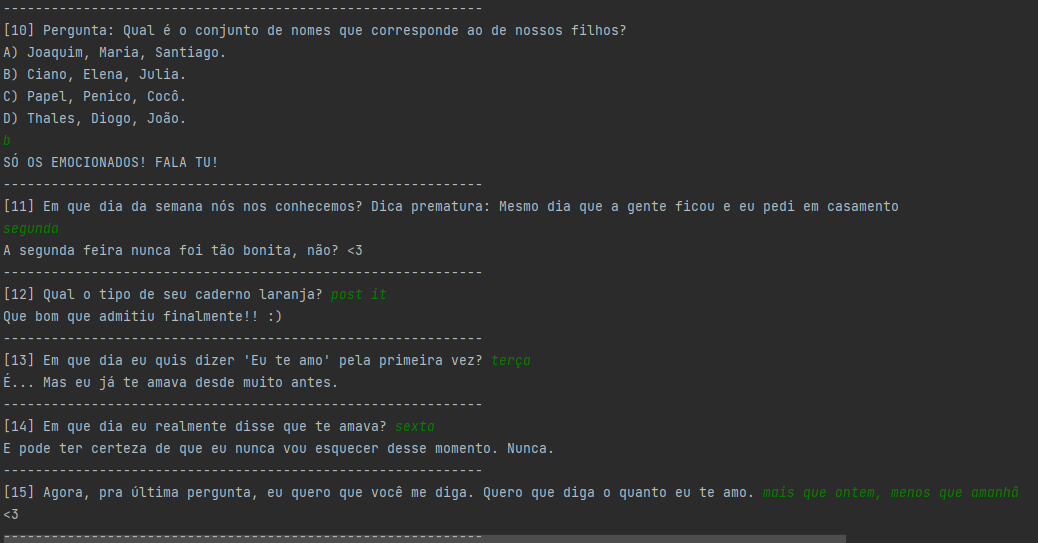 ------------------------------------------------------------
[10] Pergunta: Qual é o conjunto de nomes que corresponde ao de nossos filhos?
A) Joaquim, Maria, Santiago.
B) Ciano, Elena, Julia.
C) Papel, Penico, Cocô.
D) Thales, Diogo, João.
b
SÓ OS EMOCIONADOS! FALA TU!
------------------------------------------------------------
[11] Em que dia da semana nós nos conhecemos? Dica prematura: Mesmo dia que a gente ficou e eu pedi em casamento
segunda
A segunda feira nunca foi tão bonita, não? <3
------------------------------------------------------------
[12] Qual o tipo de seu caderno laranja? post it
Que bom que admitiu finalmente!! :)
------------------------------------------------------------
[13] Em que dia eu quis dizer 'Eu te amo' pela primeira vez? terça
É... Mas eu já te amava desde muito antes.
------------------------------------------------------------
[14] Em que dia eu realmente disse que te amava? sexta
E pode ter certeza de que eu nunca vou esquecer desse momento. Nunca.
------------------------------------------------------------
[15] Agora, pra última pergunta, eu quero que você me diga. Quero que diga o quanto eu te amo. mais que ontem, menos que amanhã
<3
------------------------------------------------------------